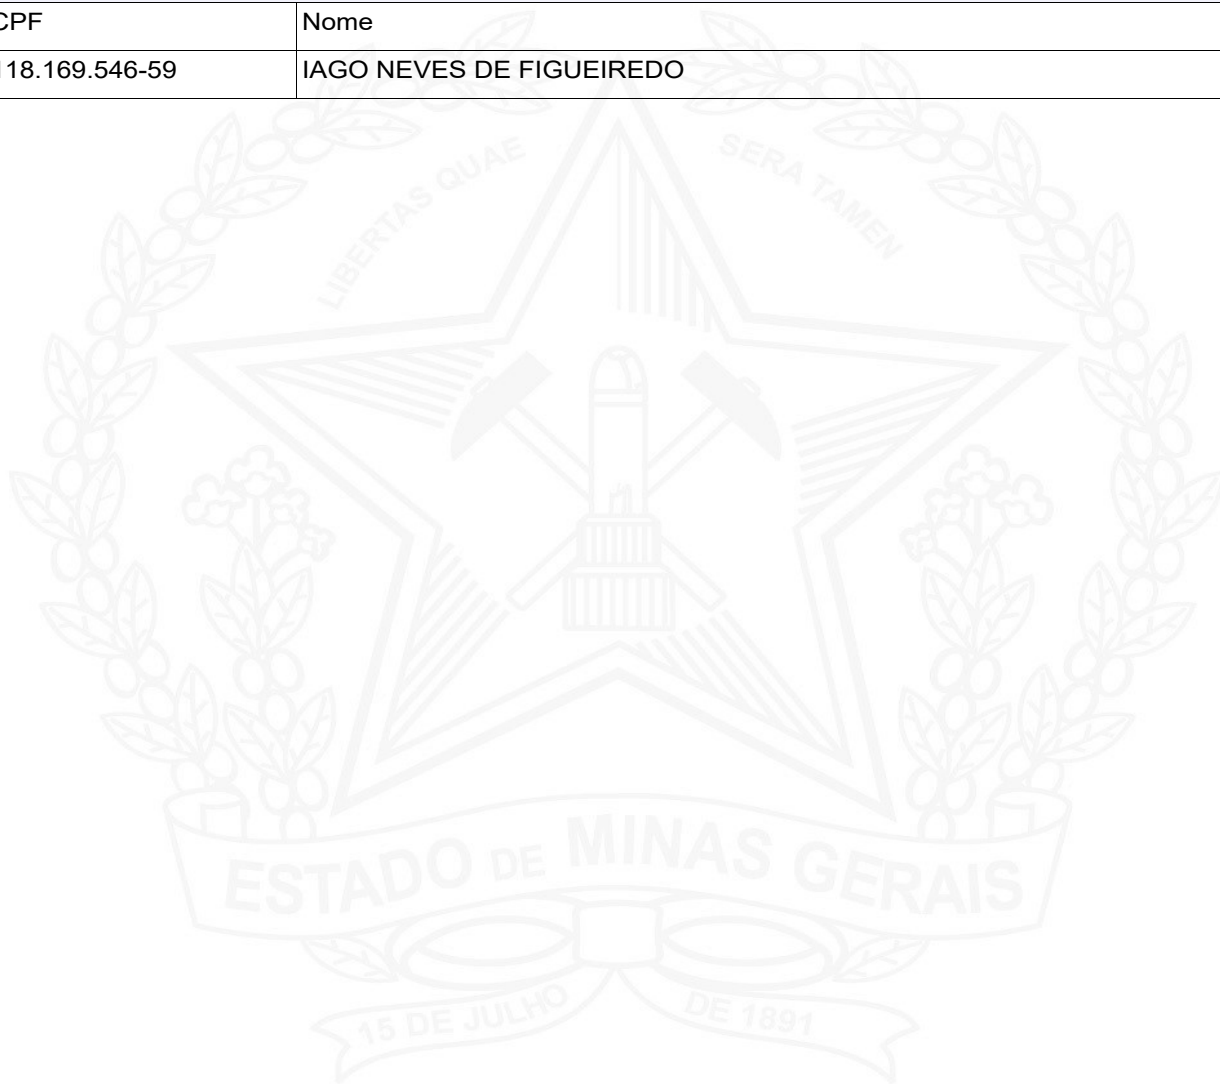 CPF Nome
118.169.546-59 IAGO NEVES DE FIGUEIREDO
LIBERTAS QUAE SERA TAMEN
ESTADO DE MINAS GERAIS
15 DE JULHO DE 1891